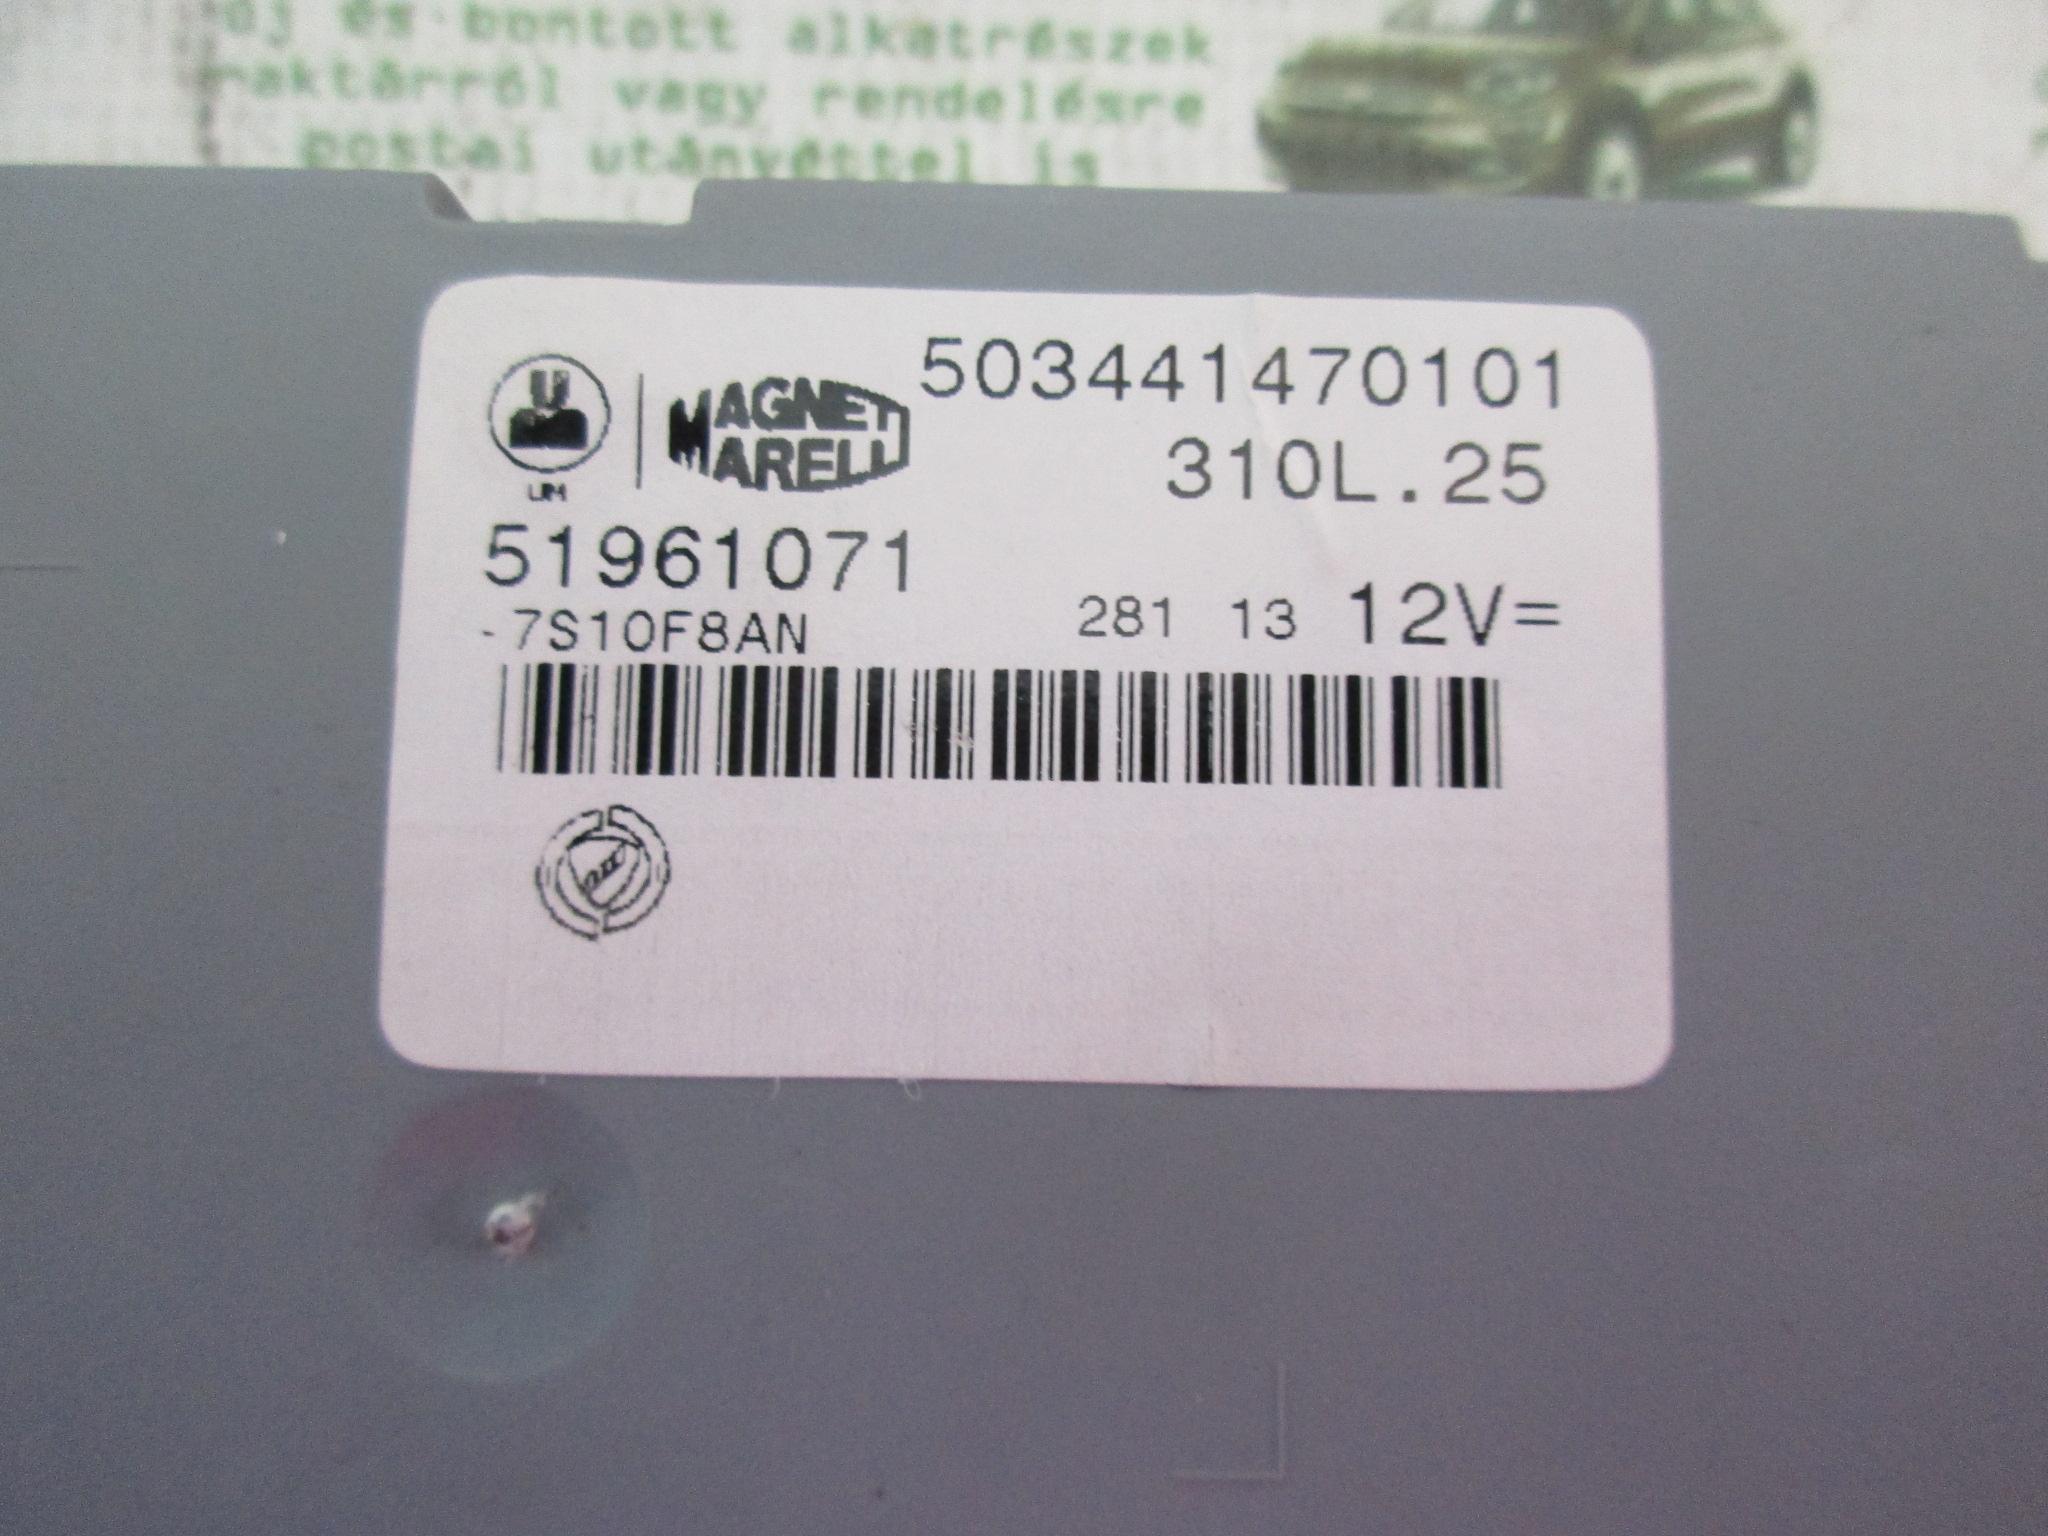 új és bontott alkatrészek
raktárról vagy rendelésre
postai utánvéttel is
MAGNETI
MARELLI
503441470101
310L.25
51961071
-7S10F8AN 281 13 12V=